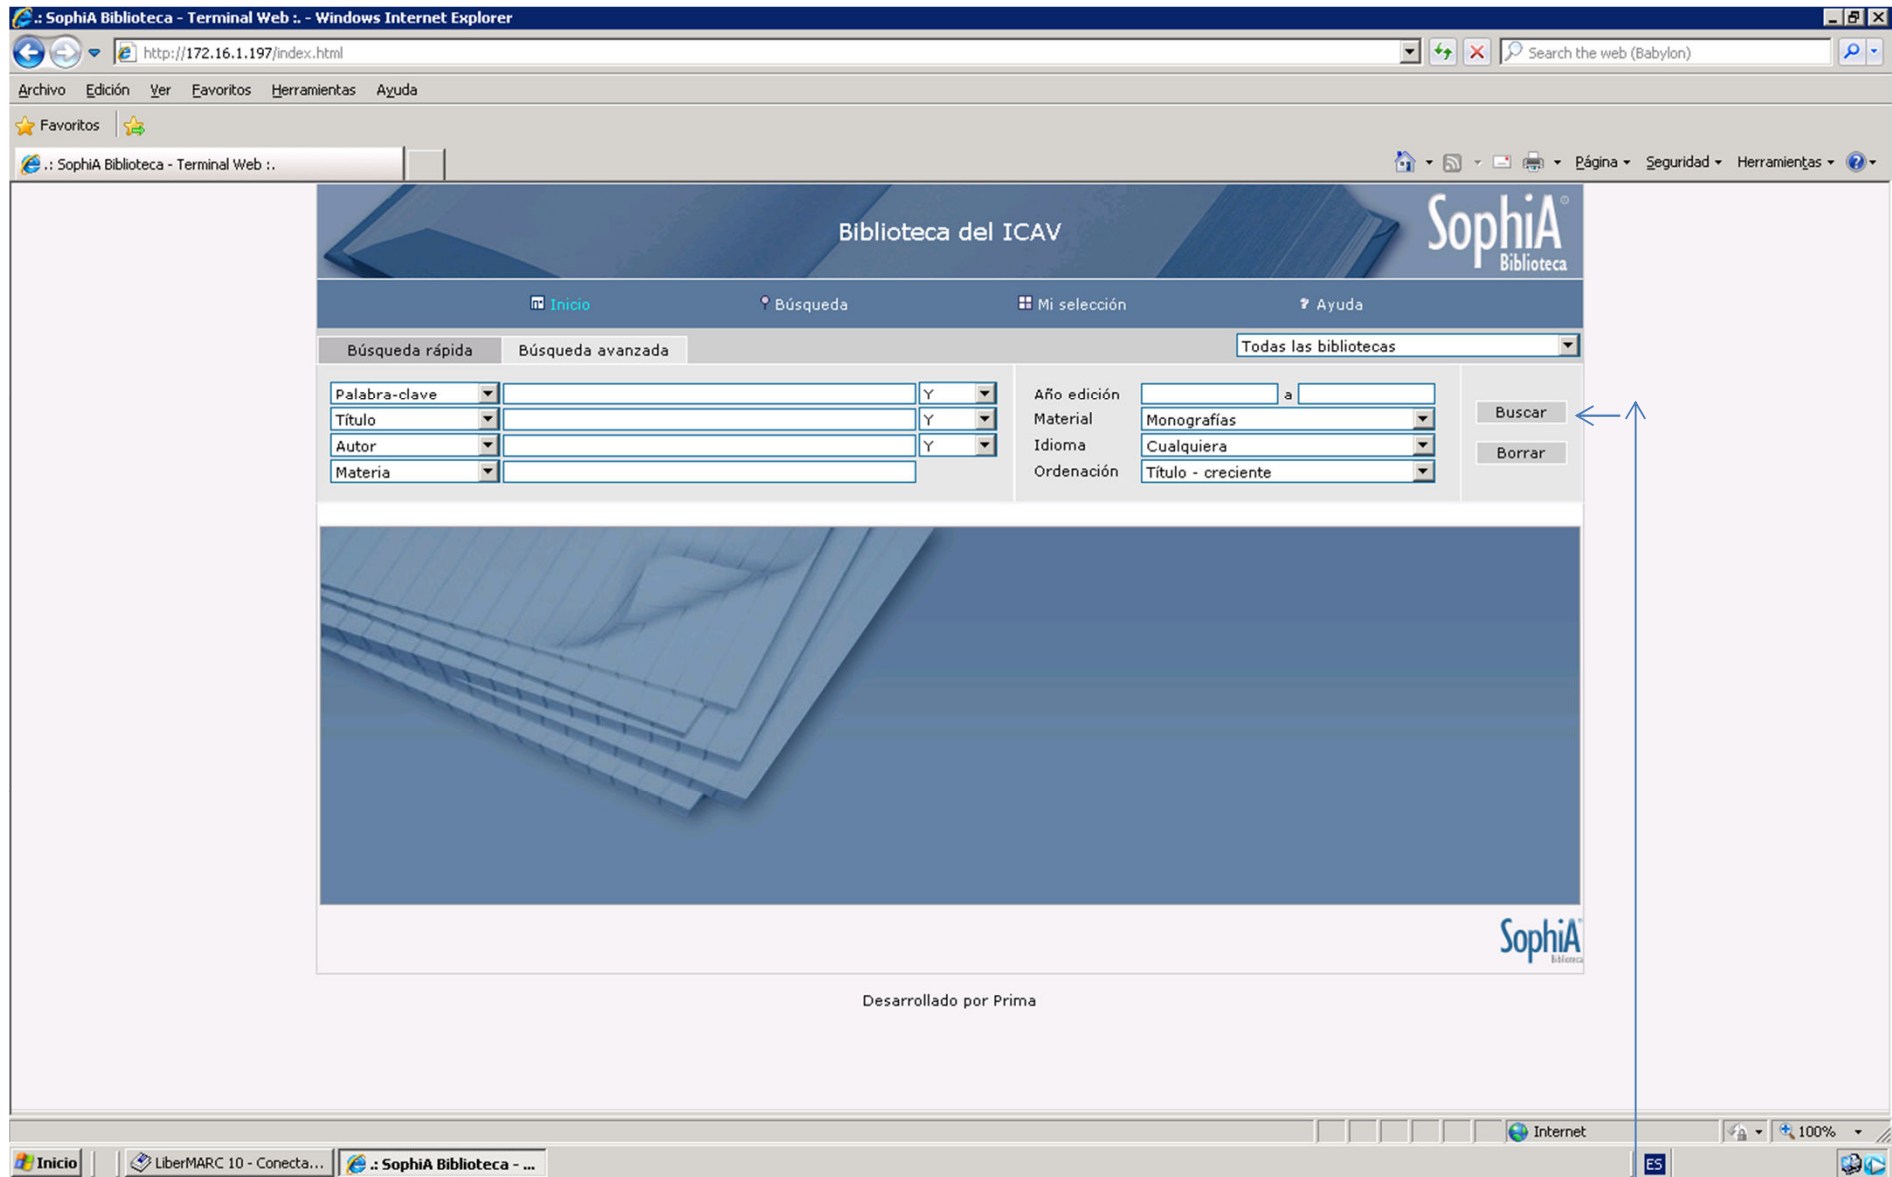 .: SophiA Biblioteca - Terminal Web :. - Windows Internet Explorer
http://172.16.1.197/index.html
Search the web (Babylon)
Archivo Edición Ver Favoritos Herramientas Ayuda
Favoritos
.: SophiA Biblioteca - Terminal Web :.
Página Seguridad Herramientas
Biblioteca del ICAV
SophiA
Biblioteca
Inicio Búsqueda Mi selección Ayuda
Búsqueda rápida Búsqueda avanzada Todas las bibliotecas
Palabra-clave Y Año edición a
Título Y Material Monografías
Buscar
Autor Y Idioma Cualquiera
Borrar
Materia Ordenación Título - creciente
SophiA
Biblioteca
Desarrollado por Prima
Internet 100%
Inicio LiberMARC 10 - Conecta... .: SophiA Biblioteca - ... ES